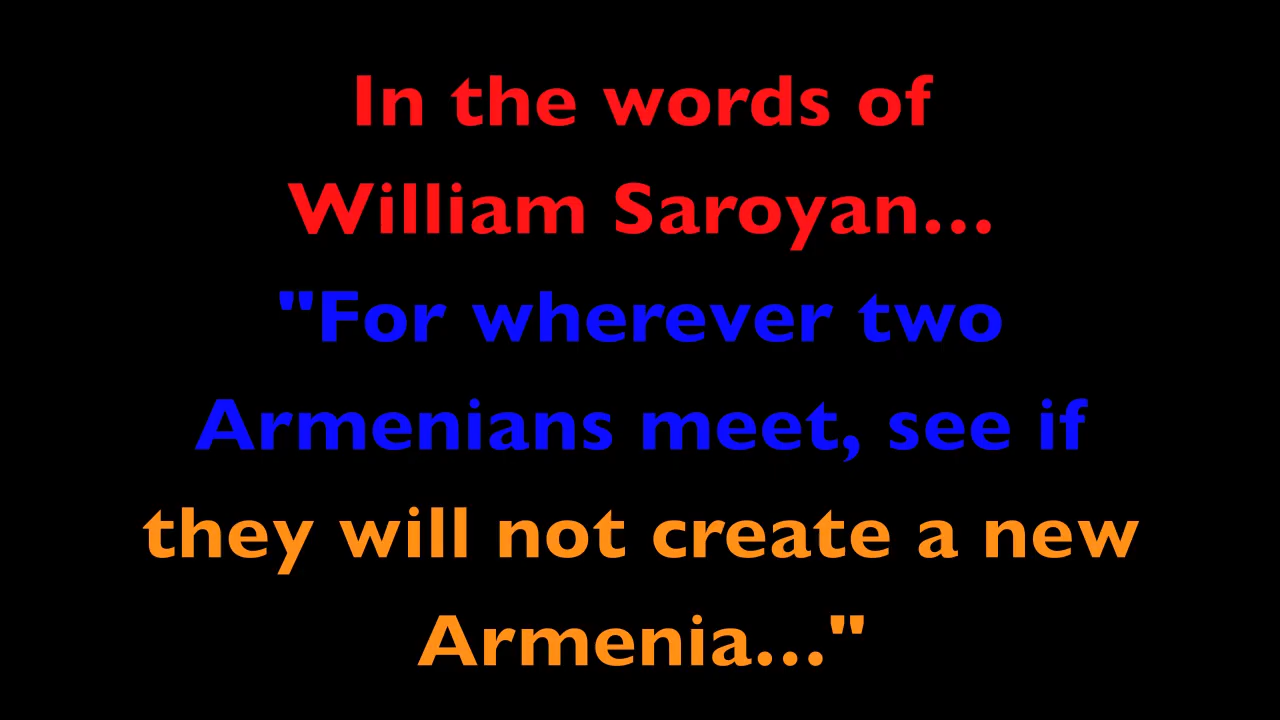 In the words of
William Saroyan...
"For wherever two
Armenians meet, see if
they will not create a new
Armenia..."